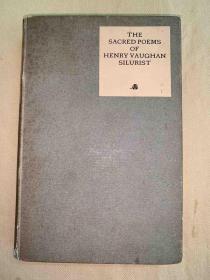 THE
SACRED POEMS
OF
HENRY VAUGHAN
SILURIST